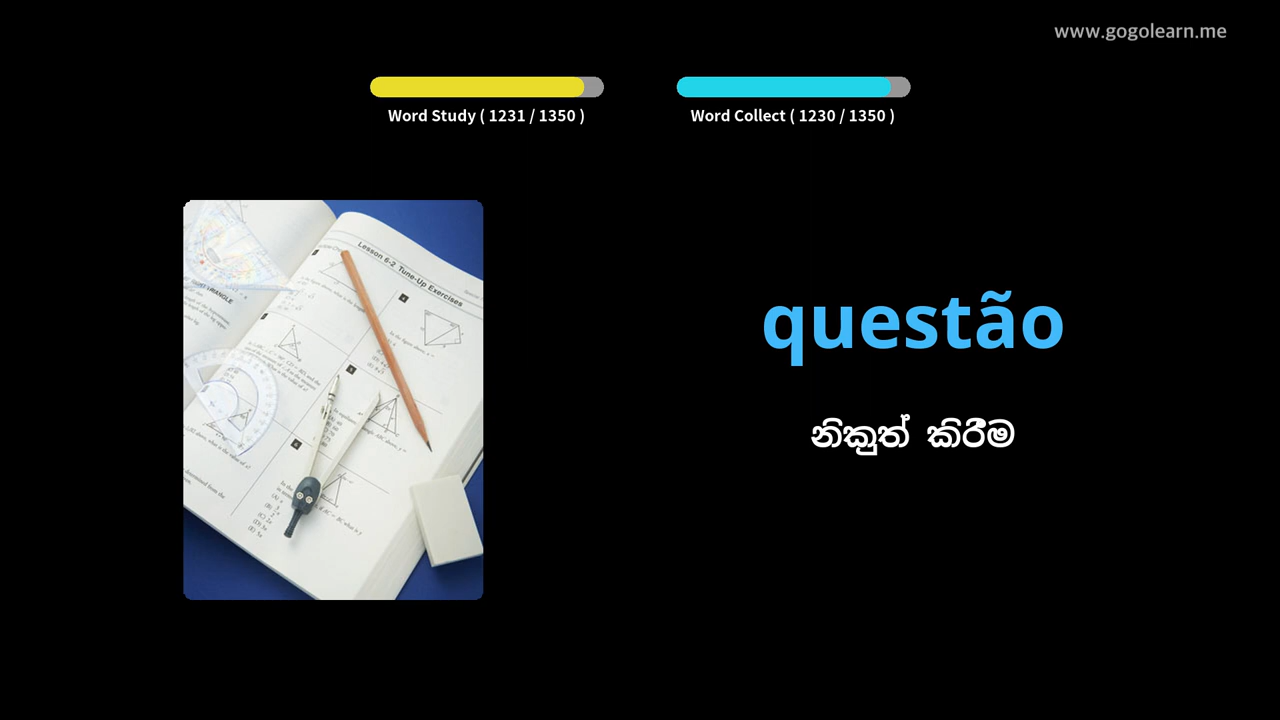 www.gogolearn.me
Word Study ( 1231 / 1350 )
Word Collect ( 1230 / 1350 )
Lesson 6-2 Tune-Up Exercises
questão
නිකුත් කිරීම